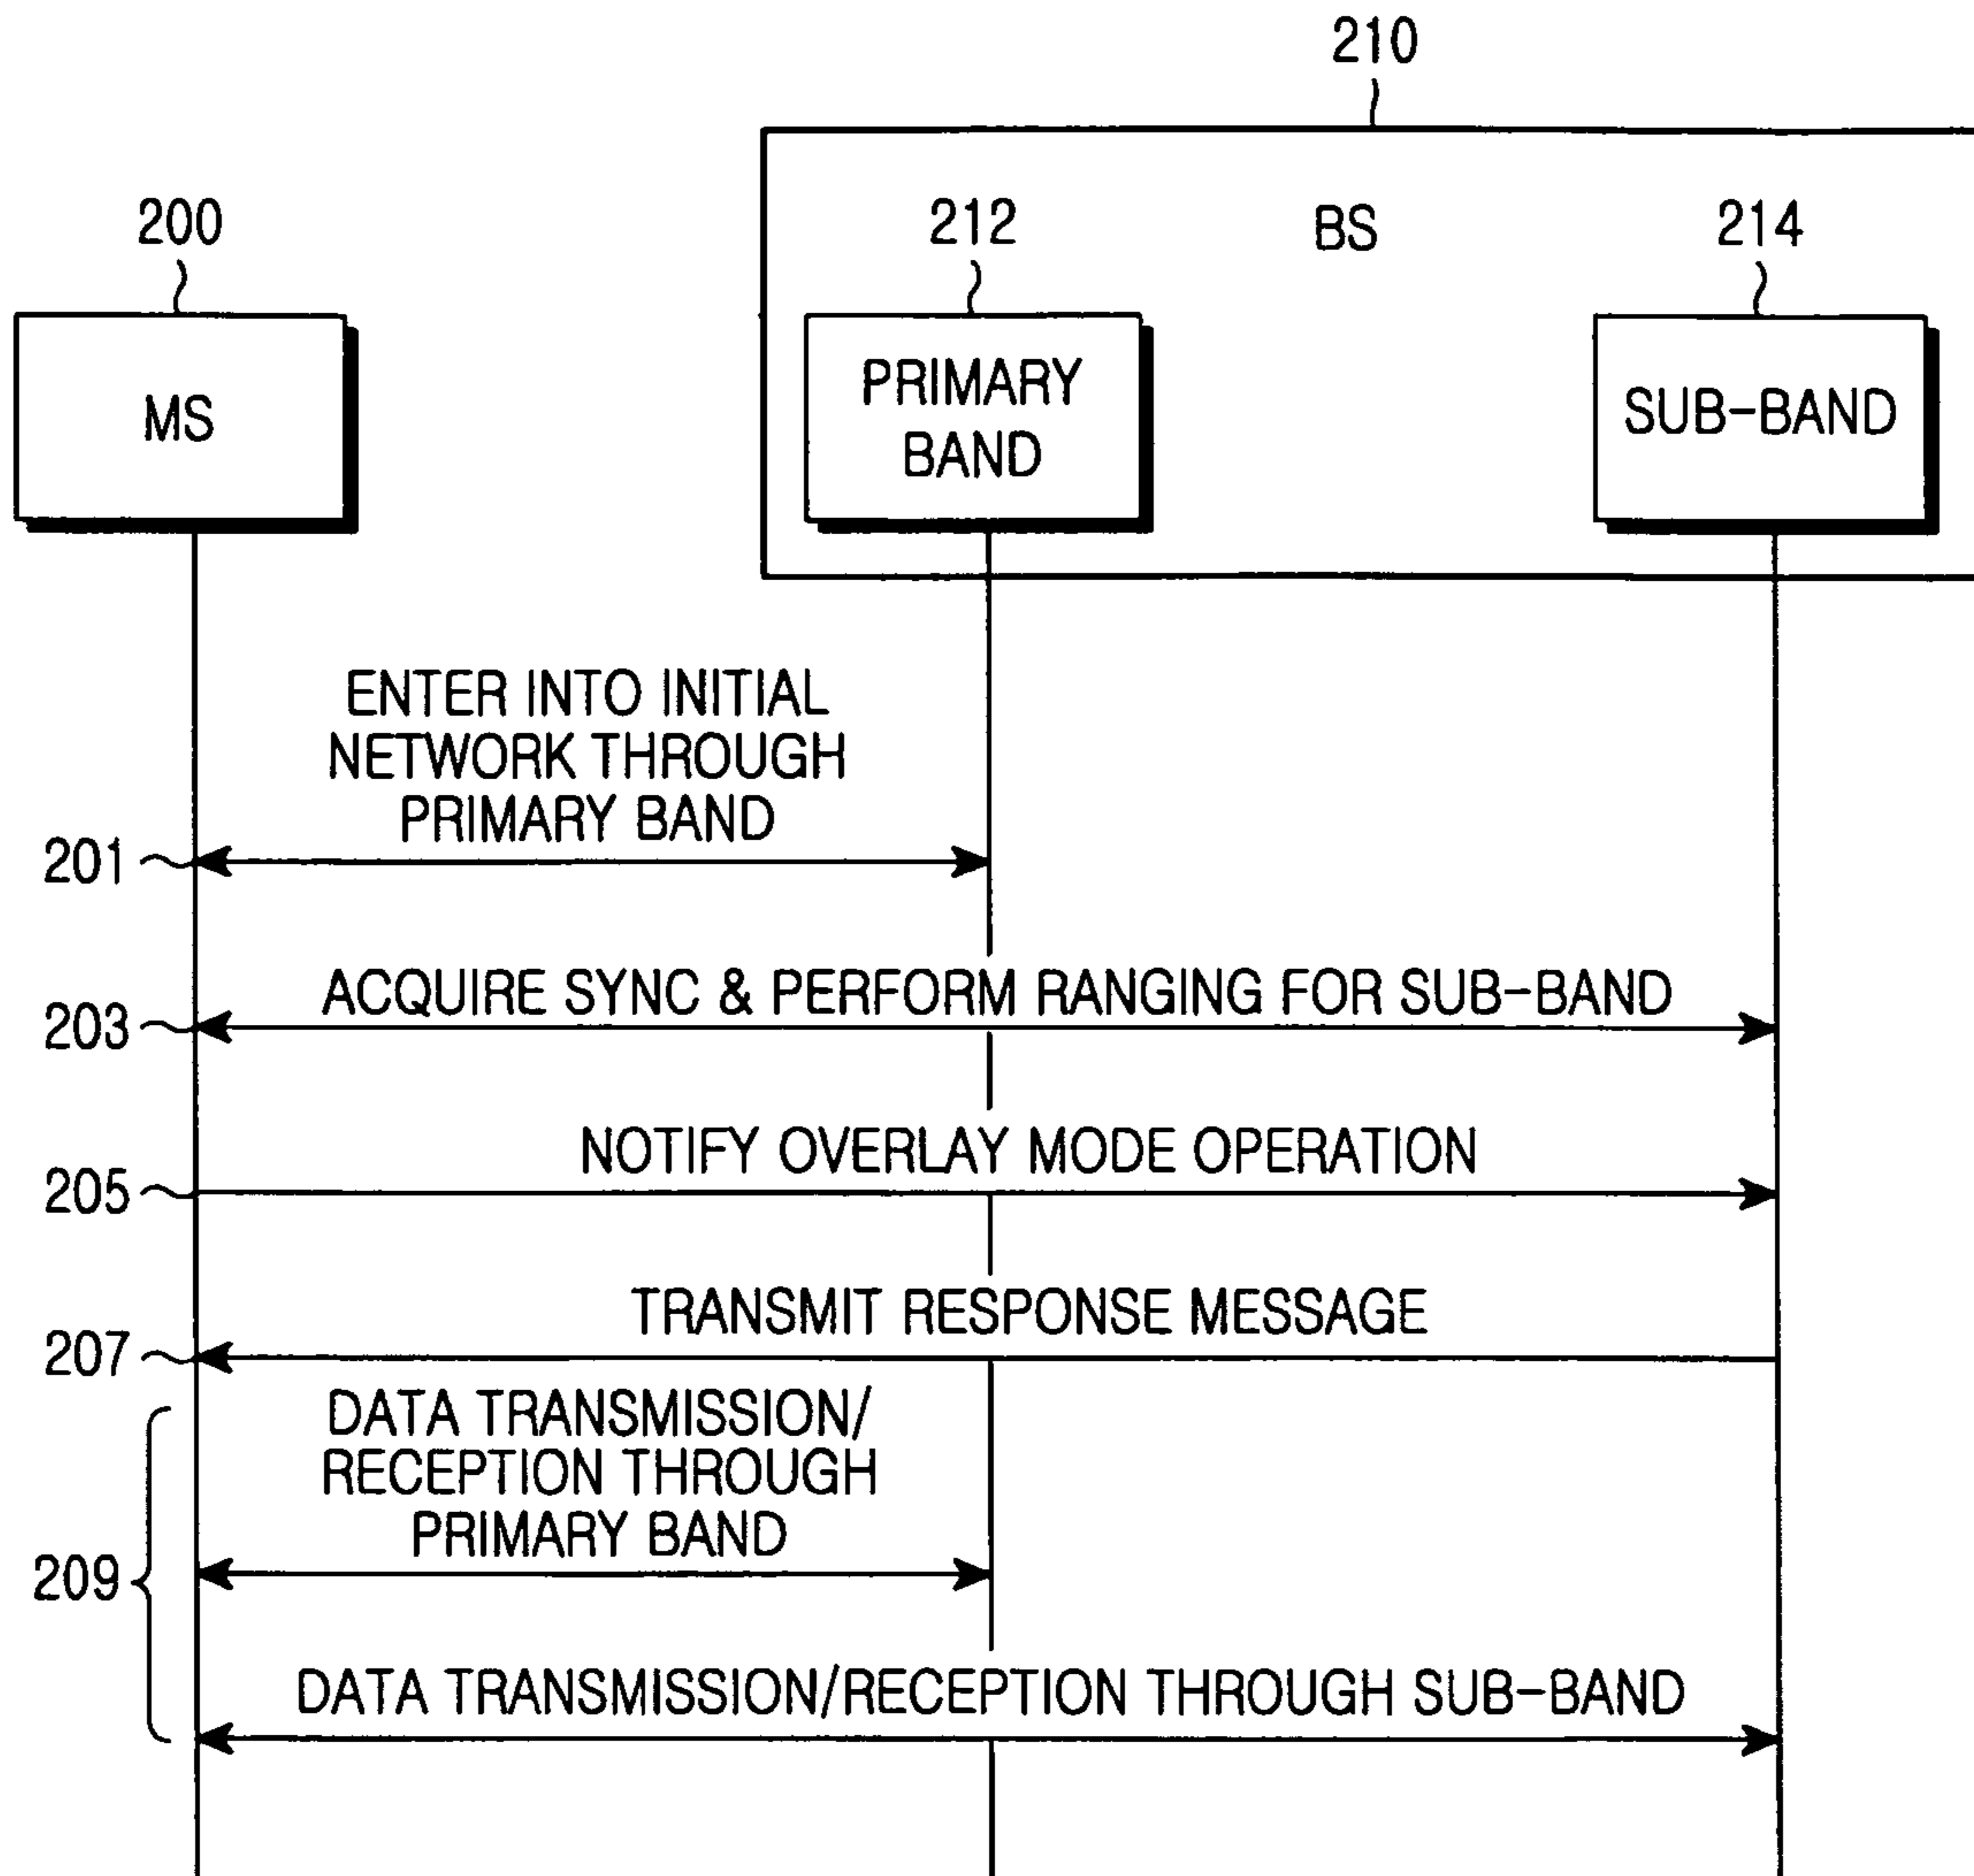 210
200
212
BS
214
MS
PRIMARY
BAND
SUB-BAND
ENTER INTO INITIAL
NETWORK THROUGH
PRIMARY BAND
201
ACQUIRE SYNC & PERFORM RANGING FOR SUB-BAND
203
NOTIFY OVERLAY MODE OPERATION
205
TRANSMIT RESPONSE MESSAGE
207
DATA TRANSMISSION/
RECEPTION THROUGH
PRIMARY BAND
209
DATA TRANSMISSION/RECEPTION THROUGH SUB-BAND